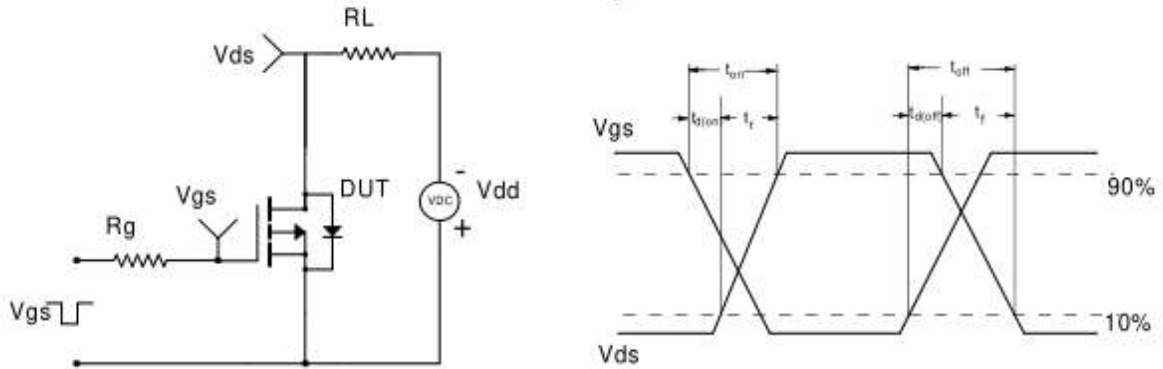 RL
Vds
Vgs
DUT
VDC
-
Vdd
+
Rg
Vgs
ton
toff
td(on)
tr
td(off)
tf
Vgs
90%
10%
Vds